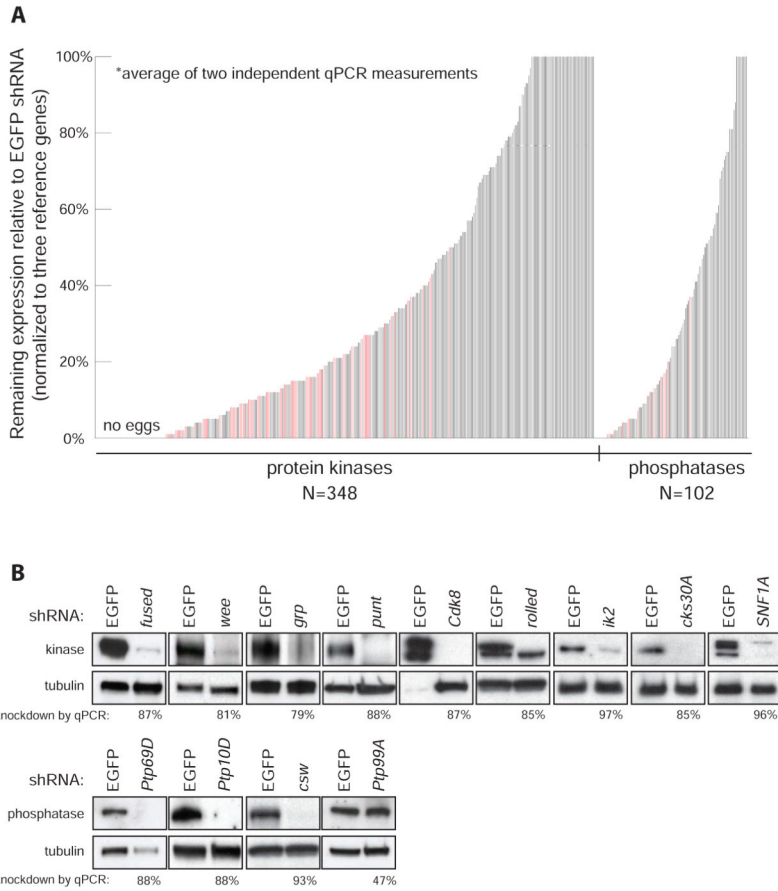 A
Remaining expression relative to EGFP shRNA
(normalized to three reference genes)
100%
80%
60%
40%
20%
0%
*average of two independent qPCR measurements
no eggs
protein kinases
N=348
phosphatases
N=102
B
shRNA: EGFP fused EGFP wee EGFP grp EGFP punt EGFP Cdk8 EGFP rolled EGFP ik2 EGFP cks30A EGFP SNF1A
kinase
tubulin
nockdown by qPCR: 87% 81% 79% 88% 87% 85% 97% 85% 96%
shRNA: EGFP Ptp69D EGFP Ptp10D EGFP csw EGFP Ptp99A
phosphatase
tubulin
nockdown by qPCR: 88% 88% 93% 47%